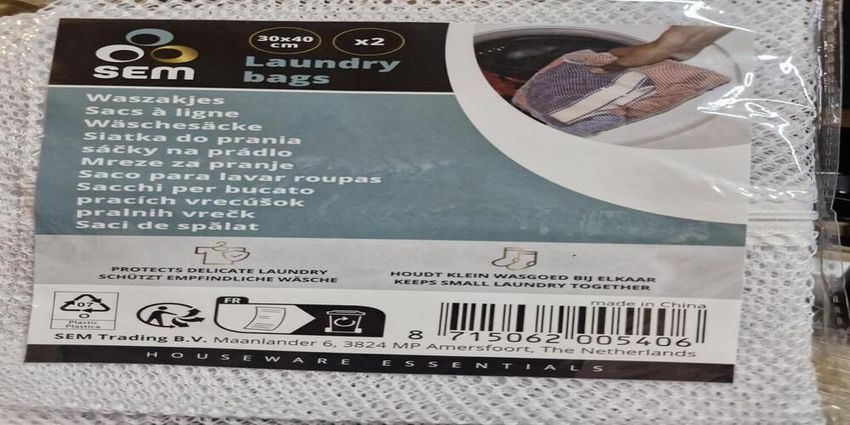 SEM
30x40
cm
x2
Laundry
bags
Waszakjes
Sacs à ligne
Wäschesäcke
Siatka do prania
sáčky na prádlo
Mreze za pranje
Saco para lavar roupas
Sacchi per bucato
pracích vrecúšok
pralnih vrečk
Saci de spălat
PROTECTS DELICATE LAUNDRY
SCHÜTZT EMPFINDLICHE WÄSCHE
HOUDT KLEIN WASGOED BIJ ELKAAR
KEEPS SMALL LAUNDRY TOGETHER
07
Plastic
Plastica
FR
made in China
8 715062 005406
SEM Trading B.V. Maanlander 6, 3824 MP Amersfoort, The Netherlands
HOUSEWARE ESSENTIALS